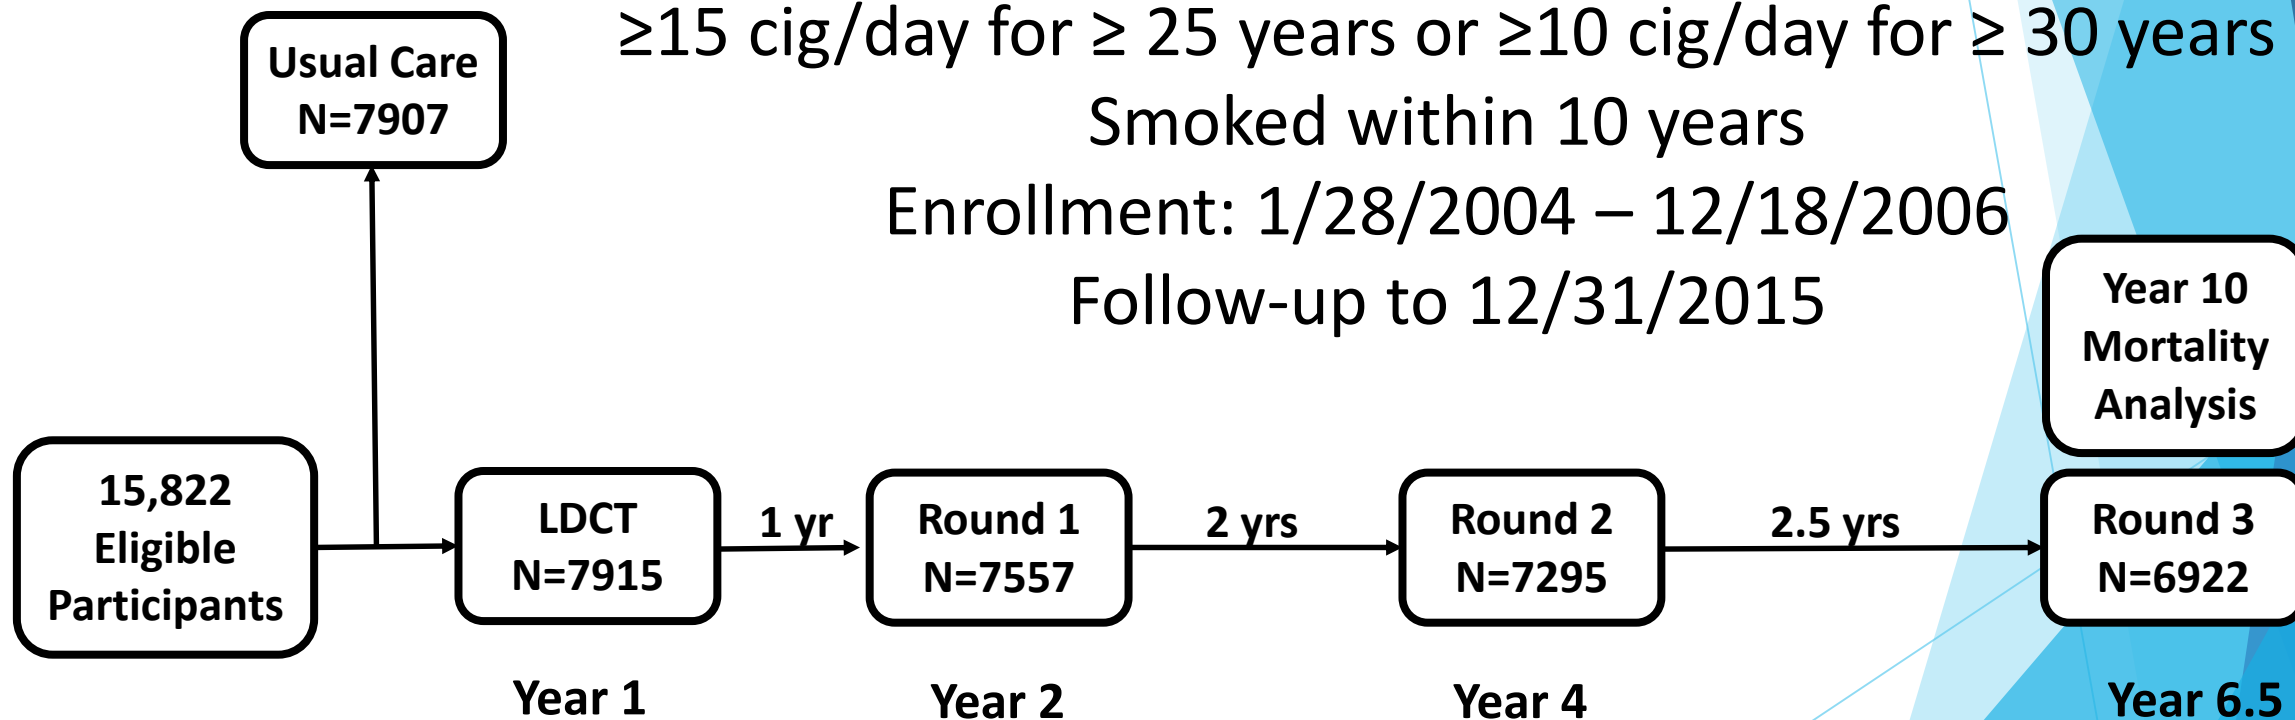 ≥15 cig/day for ≥ 25 years or ≥10 cig/day for ≥ 30 years
Smoked within 10 years
Enrollment: 1/28/2004 – 12/18/2006
Follow-up to 12/31/2015
Usual Care
N=7907
Year 10
Mortality
Analysis
15,822
Eligible
Participants
LDCT
N=7915
1 yr
Round 1
N=7557
2 yrs
Round 2
N=7295
2.5 yrs
Round 3
N=6922
Year 1
Year 2
Year 4
Year 6.5